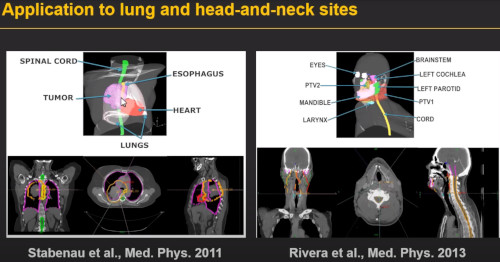 Application to lung and head-and-neck sites
SPINAL CORD
ESOPHAGUS
TUMOR
HEART
LUNGS
EYES
BRAINSTEM
LEFT COCHLEA
PTV2
LEFT PAROTID
MANDIBLE
PTV1
LARYNX
CORD
Stabenau et al., Med. Phys. 2011
Rivera et al., Med. Phys. 2013